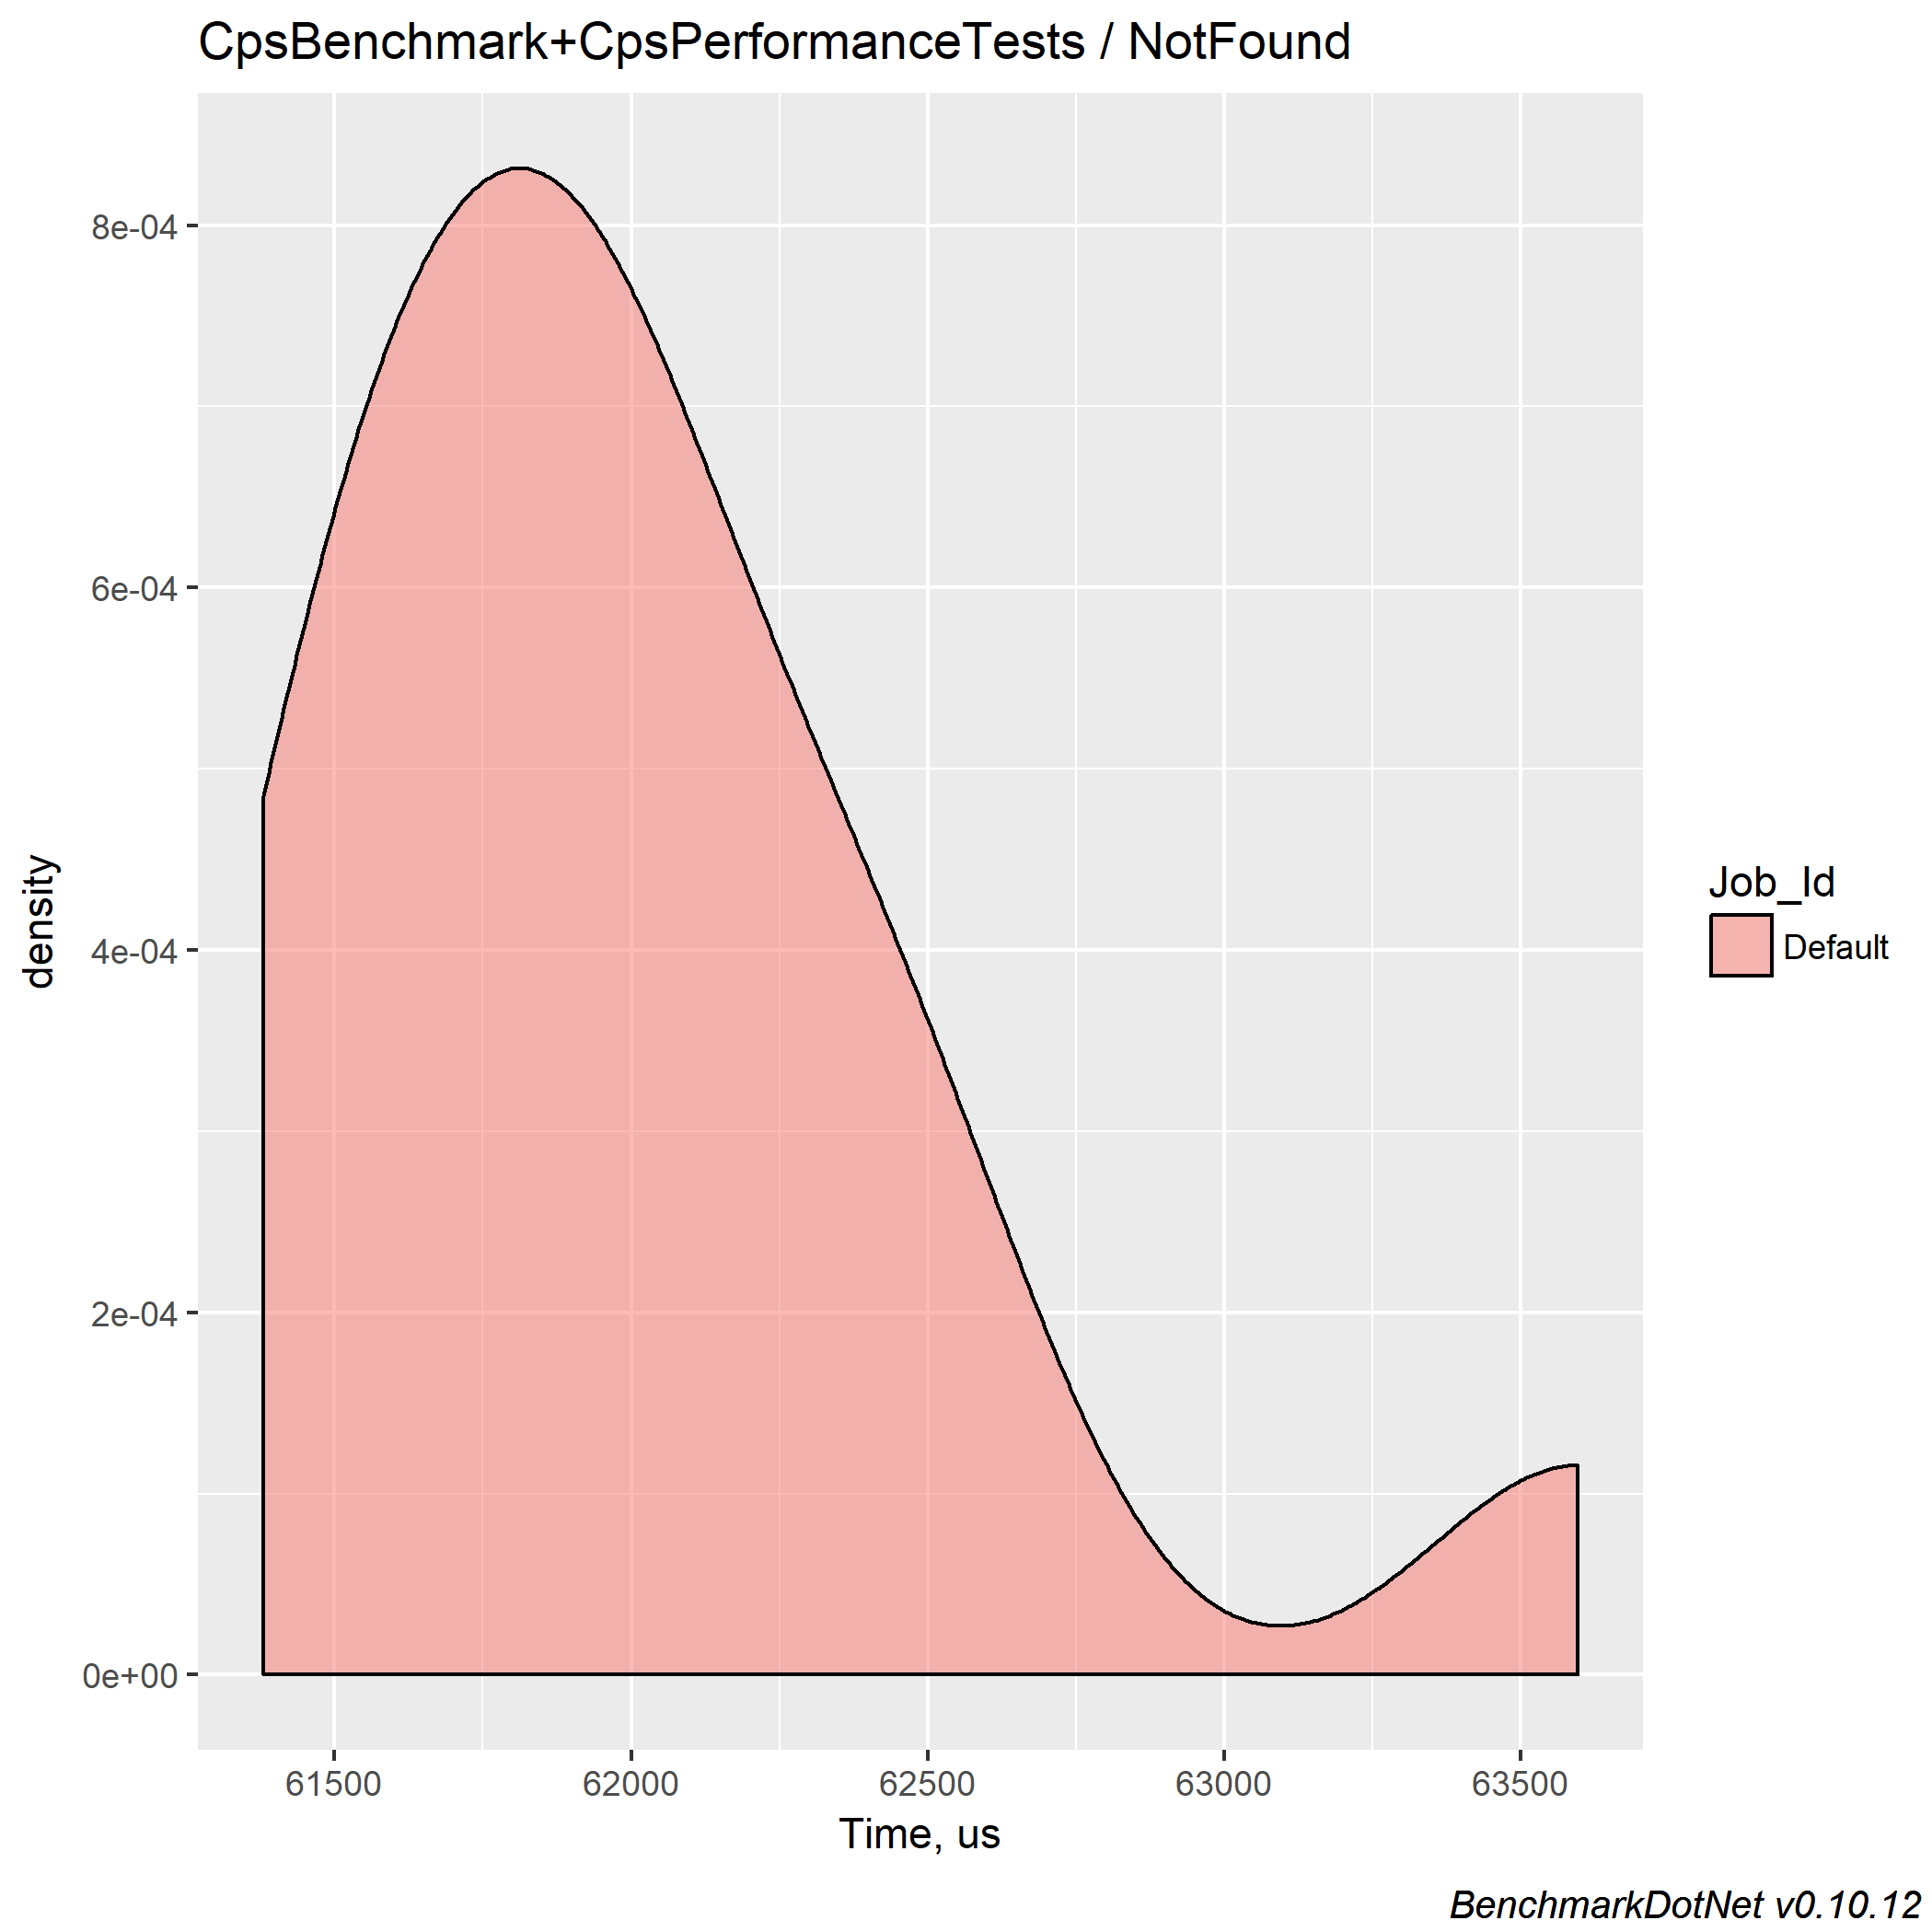 CpsBenchmark+CpsPerformanceTests / NotFound
8e-04
6e-04
4e-04
2e-04
0e+00
density
61500 62000 62500 63000 63500
Time, us
Job_Id
Default
BenchmarkDotNet v0.10.12